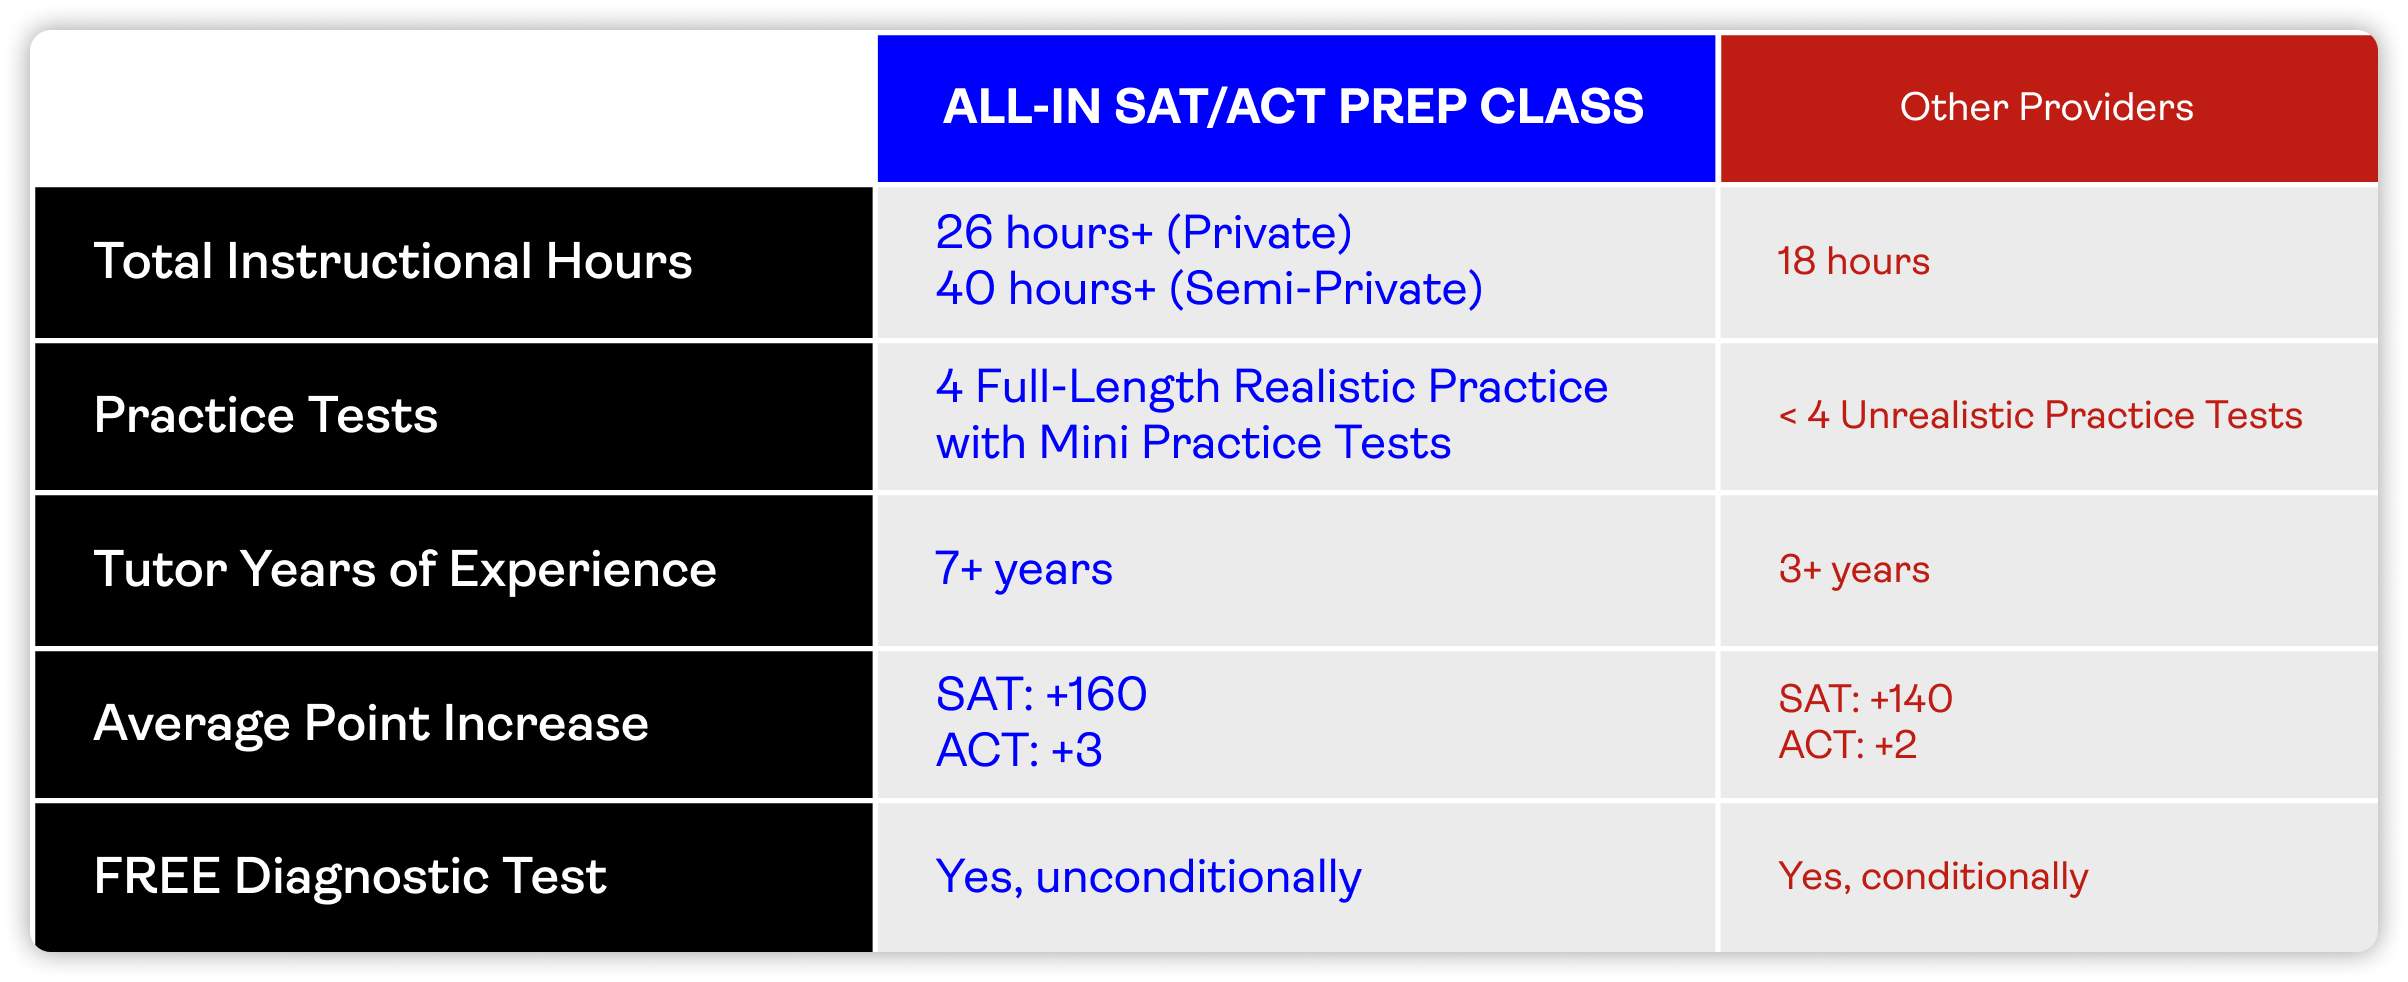 ALL-IN SAT/ACT PREP CLASS
Other Providers
Total Instructional Hours
26 hours+ (Private)
40 hours+ (Semi-Private)
18 hours
Practice Tests
4 Full-Length Realistic Practice
with Mini Practice Tests
< 4 Unrealistic Practice Tests
Tutor Years of Experience
7+ years
3+ years
Average Point Increase
SAT: +160
ACT: +3
SAT: +140
ACT: +2
FREE Diagnostic Test
Yes, unconditionally
Yes, conditionally